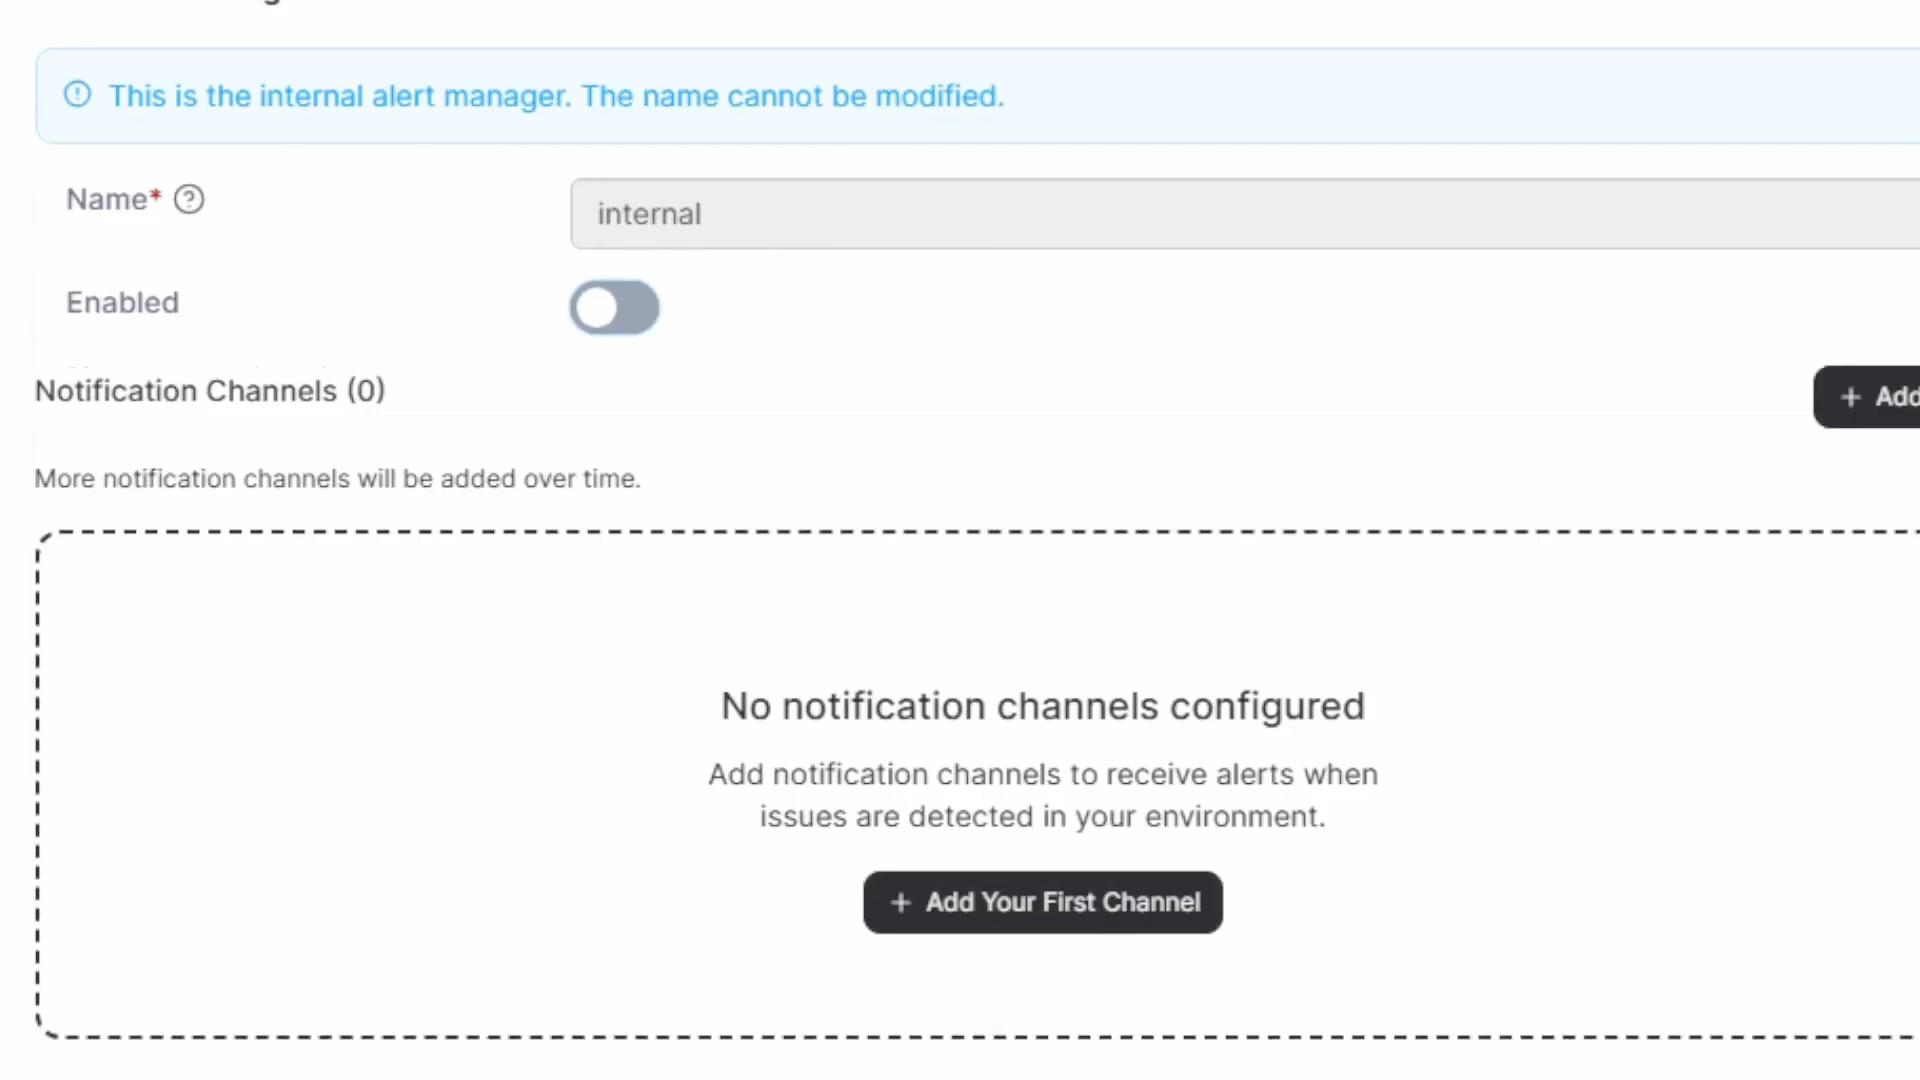 This is the internal alert manager. The name cannot be modified.
Name*
internal
Enabled
Notification Channels (0)
+ Add
More notification channels will be added over time.
No notification channels configured
Add notification channels to receive alerts when
issues are detected in your environment.
+ Add Your First Channel